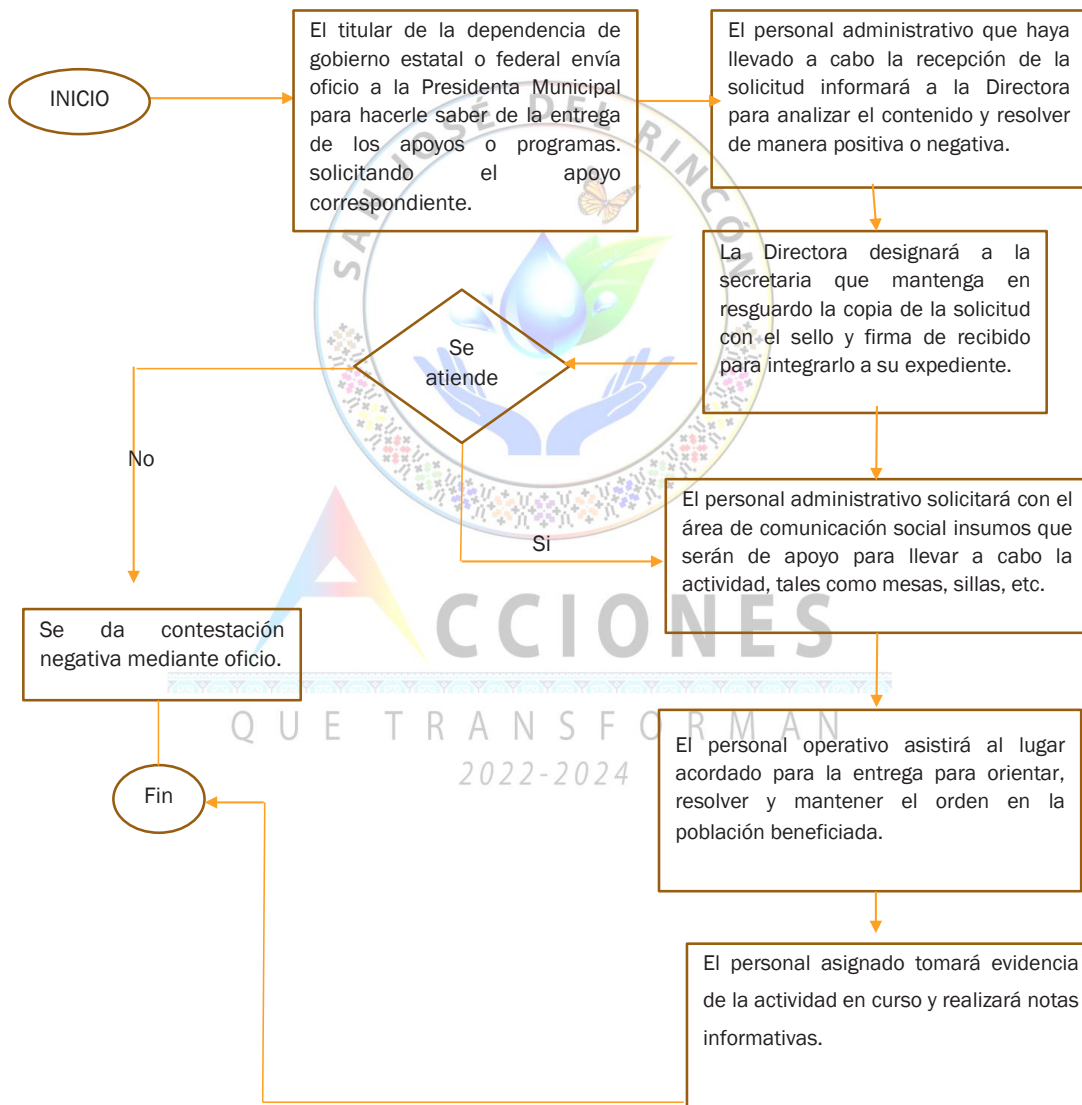 INICIO
El titular de la dependencia de
gobierno estatal o federal envía
oficio a la Presidenta Municipal
para hacerle saber de la entrega
de los apoyos o programas.
solicitando el apoyo
correspondiente.
El personal administrativo que haya
llevado a cabo la recepción de la
solicitud informará a la Directora
para analizar el contenido y resolver
de manera positiva o negativa.
La Directora designará a la
secretaria que mantenga en
resguardo la copia de la solicitud
con el sello y firma de recibido
para integrarlo a su expediente.
SAN JOSÉ DEL RINCÓN
Se
atiende
No
Si
El personal administrativo solicitará con el
área de comunicación social insumos que
serán de apoyo para llevar a cabo la
actividad, tales como mesas, sillas, etc.
Se da contestación
negativa mediante oficio.
ACCIONES
QUE TRANSFORMAN
2022-2024
El personal operativo asistirá al lugar
acordado para la entrega para orientar,
resolver y mantener el orden en la
población beneficiada.
Fin
El personal asignado tomará evidencia
de la actividad en curso y realizará notas
informativas.